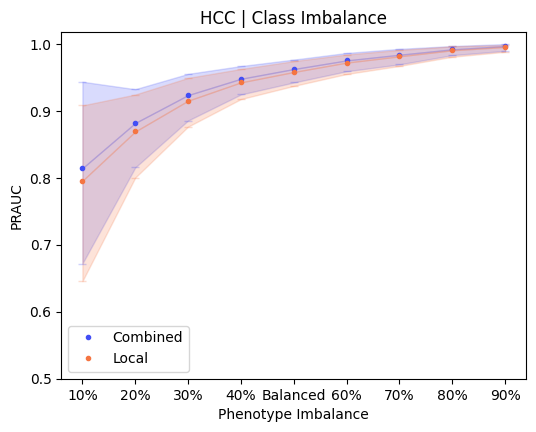 HCC | Class Imbalance
1.0
0.9
0.8
0.7
0.6
0.5
PRAUC
Combined
Local
10% 20% 30% 40% Balanced 60% 70% 80% 90%
Phenotype Imbalance